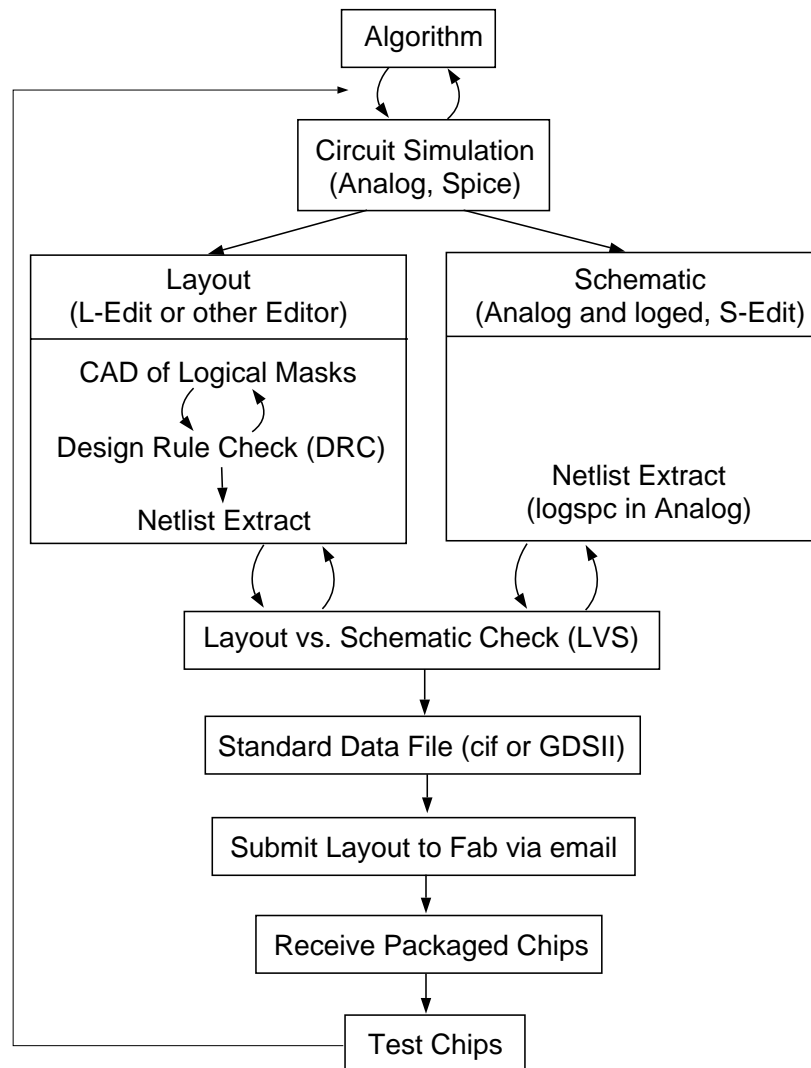 Algorithm
Circuit Simulation
(Analog, Spice)
Layout
(L-Edit or other Editor)
CAD of Logical Masks
Design Rule Check (DRC)
Netlist Extract
Schematic
(Analog and loged, S-Edit)
Netlist Extract
(logspc in Analog)
Layout vs. Schematic Check (LVS)
Standard Data File (cif or GDSII)
Submit Layout to Fab via email
Receive Packaged Chips
Test Chips